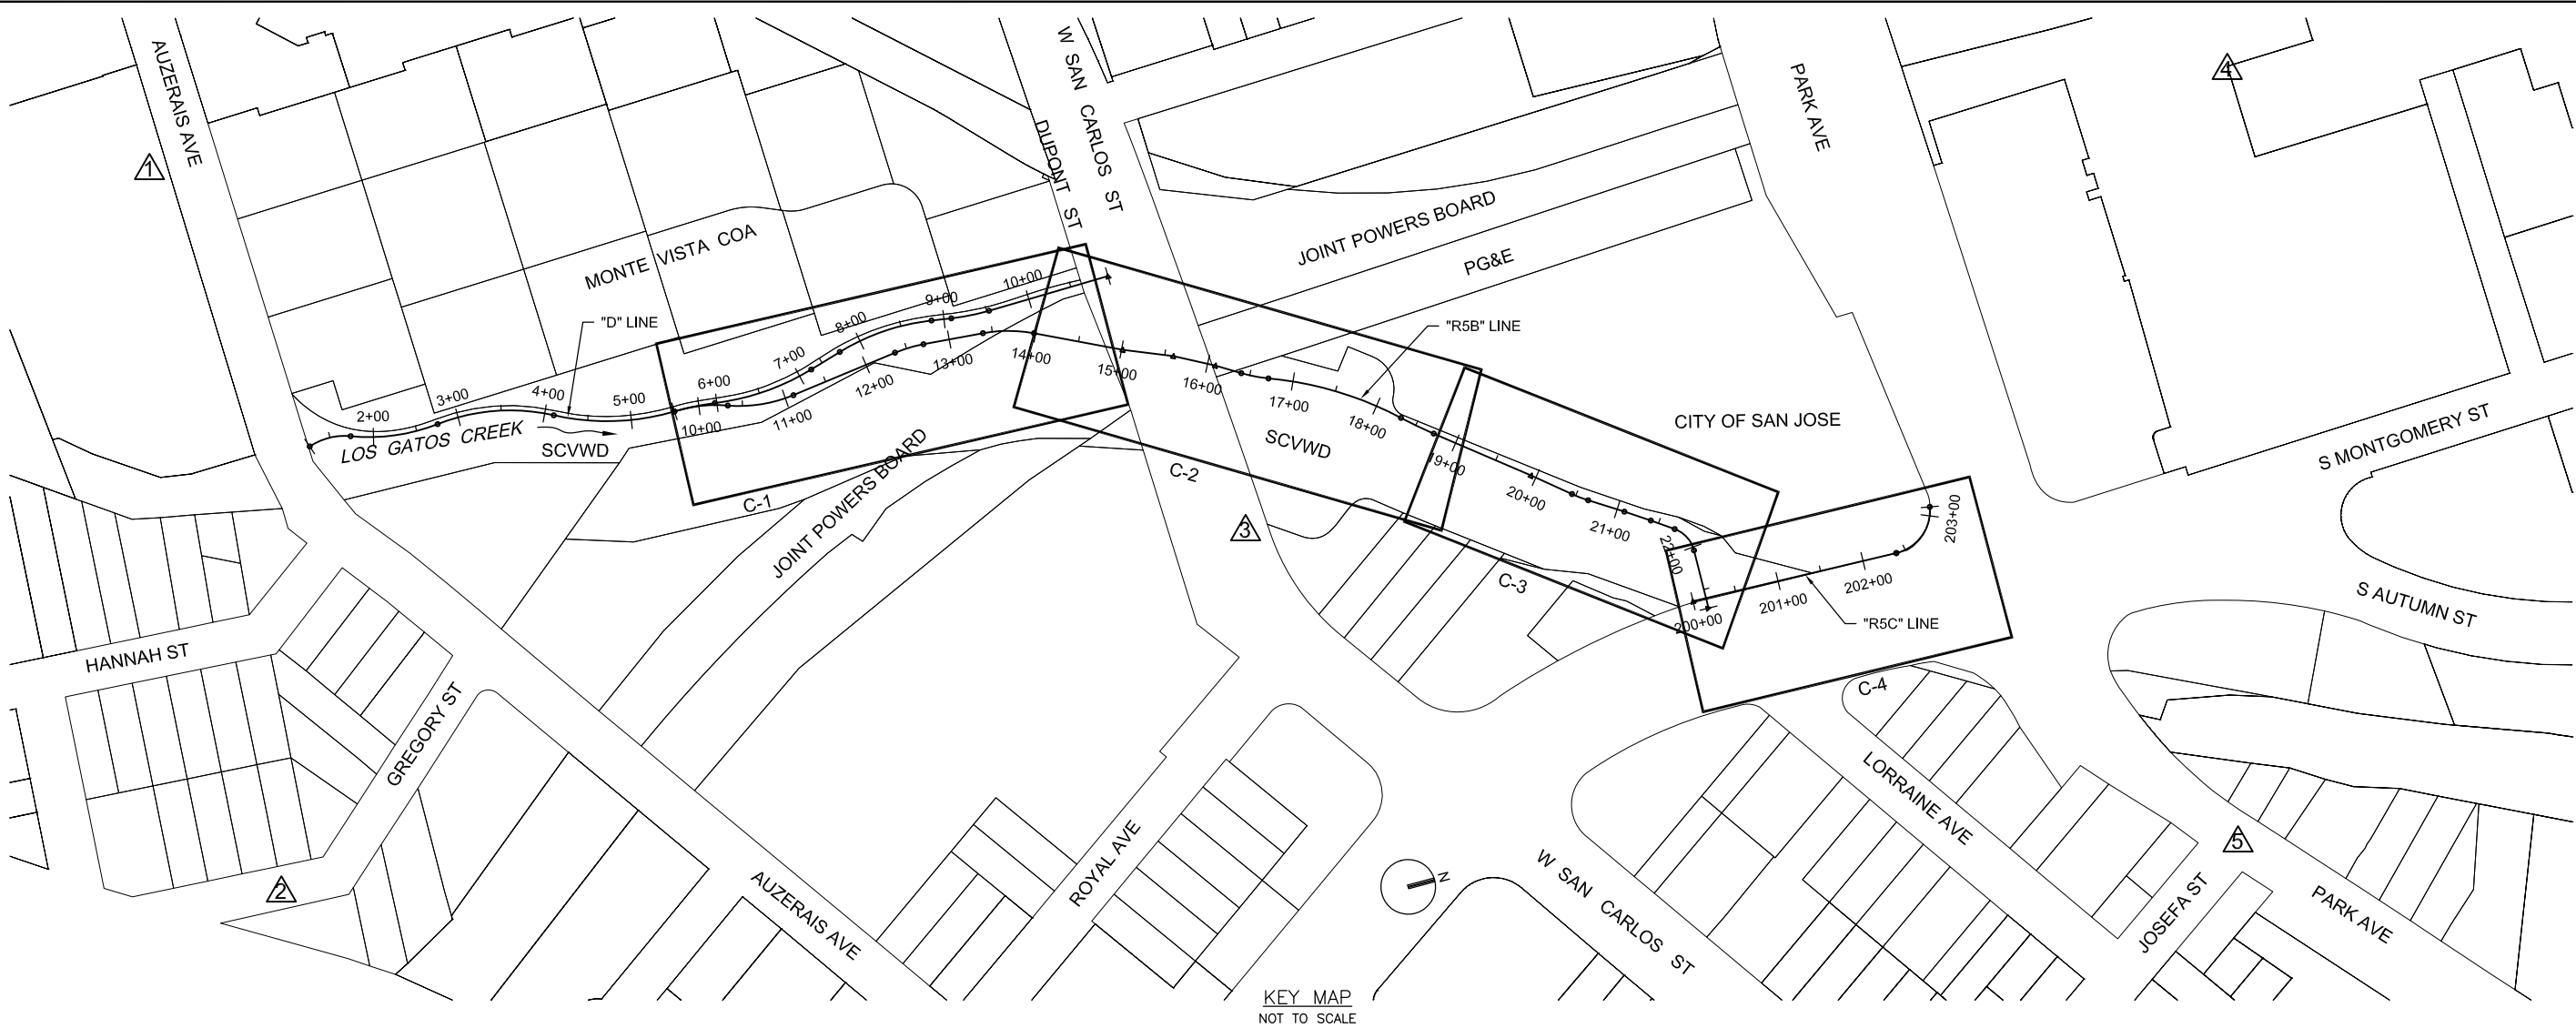 AUZERAIS AVE
W SAN CARLOS ST
DUPONT ST
PARK AVE
4
1
MONTE VISTA COA
JOINT POWERS BOARD
PG&E
"D" LINE
"R5B" LINE
2+00
3+00
4+00
5+00
6+00
7+00
8+00
9+00
10+00
10+00
11+00
12+00
13+00
14+00
15+00
16+00
17+00
18+00
19+00
20+00
21+00
22+00
LOS GATOS CREEK
SCVWD
SCVWD
CITY OF SAN JOSE
S MONTGOMERY ST
C-1
C-2
JOINT POWERS BOARD
3
C-3
200+00
201+00
202+00
203+00
"R5C" LINE
S AUTUMN ST
HANNAH ST
C-4
GREGORY ST
LORRAINE AVE
2
AUZERAIS AVE
ROYAL AVE
N
W SAN CARLOS ST
5
JOSEFA ST
PARK AVE
KEY MAP
NOT TO SCALE